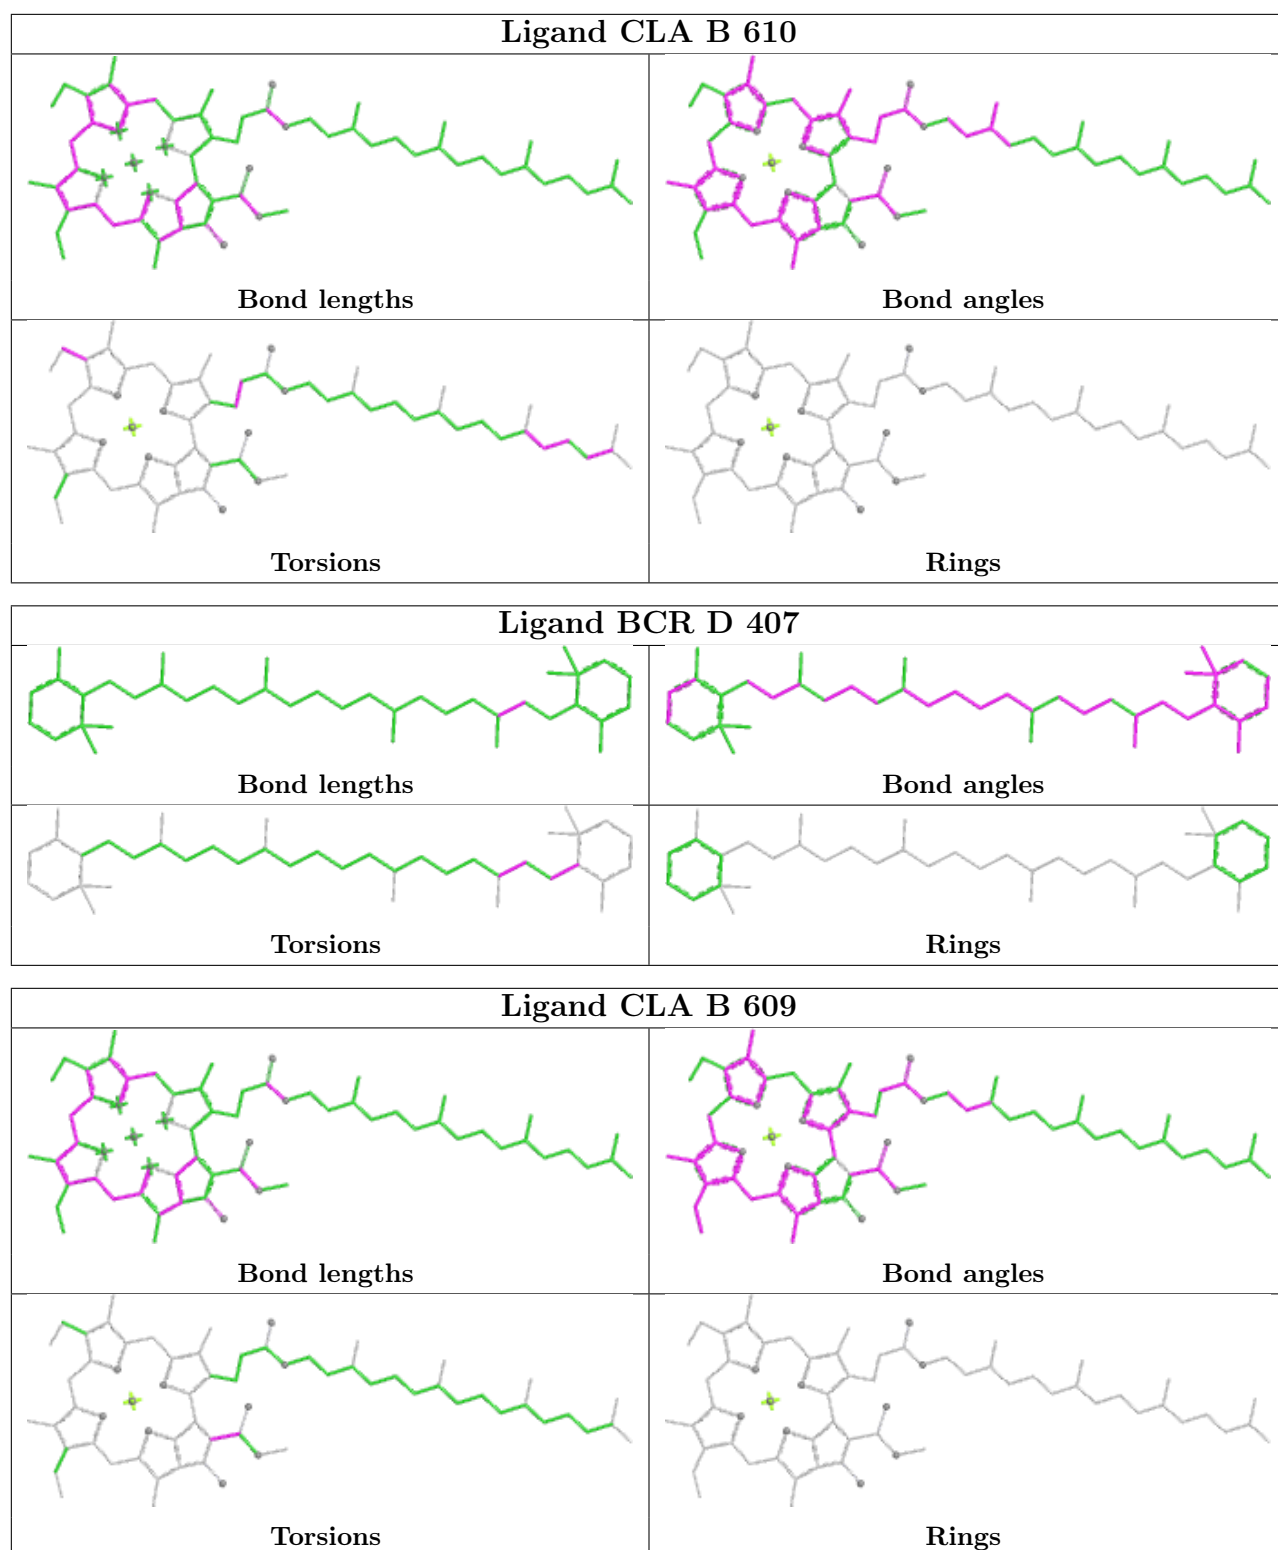 Ligand CLA B 610
Bond lengths
Bond angles
Torsions
Rings
Ligand BCR D 407
Bond lengths
Bond angles
Torsions
Rings
Ligand CLA B 609
Bond lengths
Bond angles
Torsions
Rings